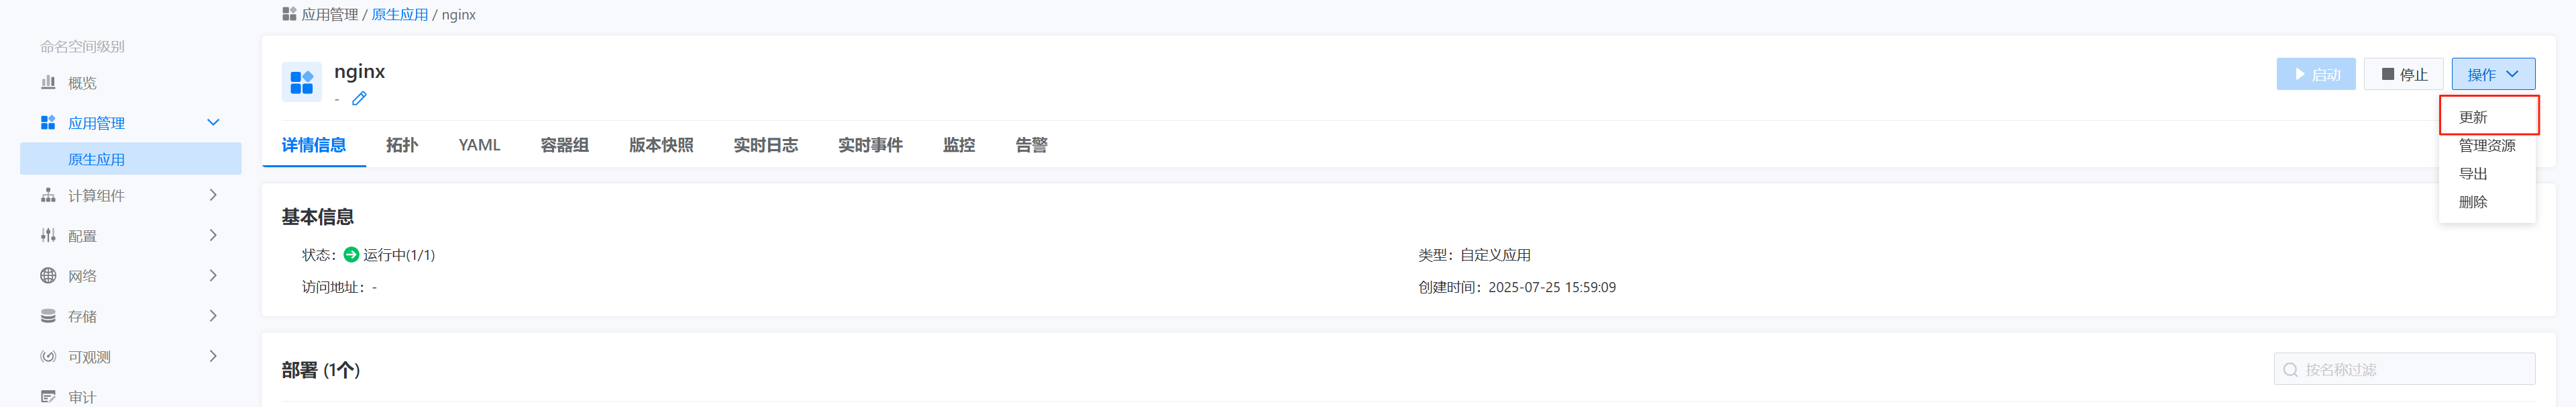 应用管理 / 原生应用 / nginx
命名空间级别
概览
应用管理
原生应用
计算组件
配置
网络
存储
可观测
审计
nginx
-
启动
停止
操作
更新
管理资源
导出
删除
详情信息 拓扑 YAML 容器组 版本快照 实时日志 实时事件 监控 告警
基本信息
状态： 运行中(1/1)
类型：自定义应用
访问地址：-
创建时间：2025-07-25 15:59:09
部署 (1个)
按名称过滤